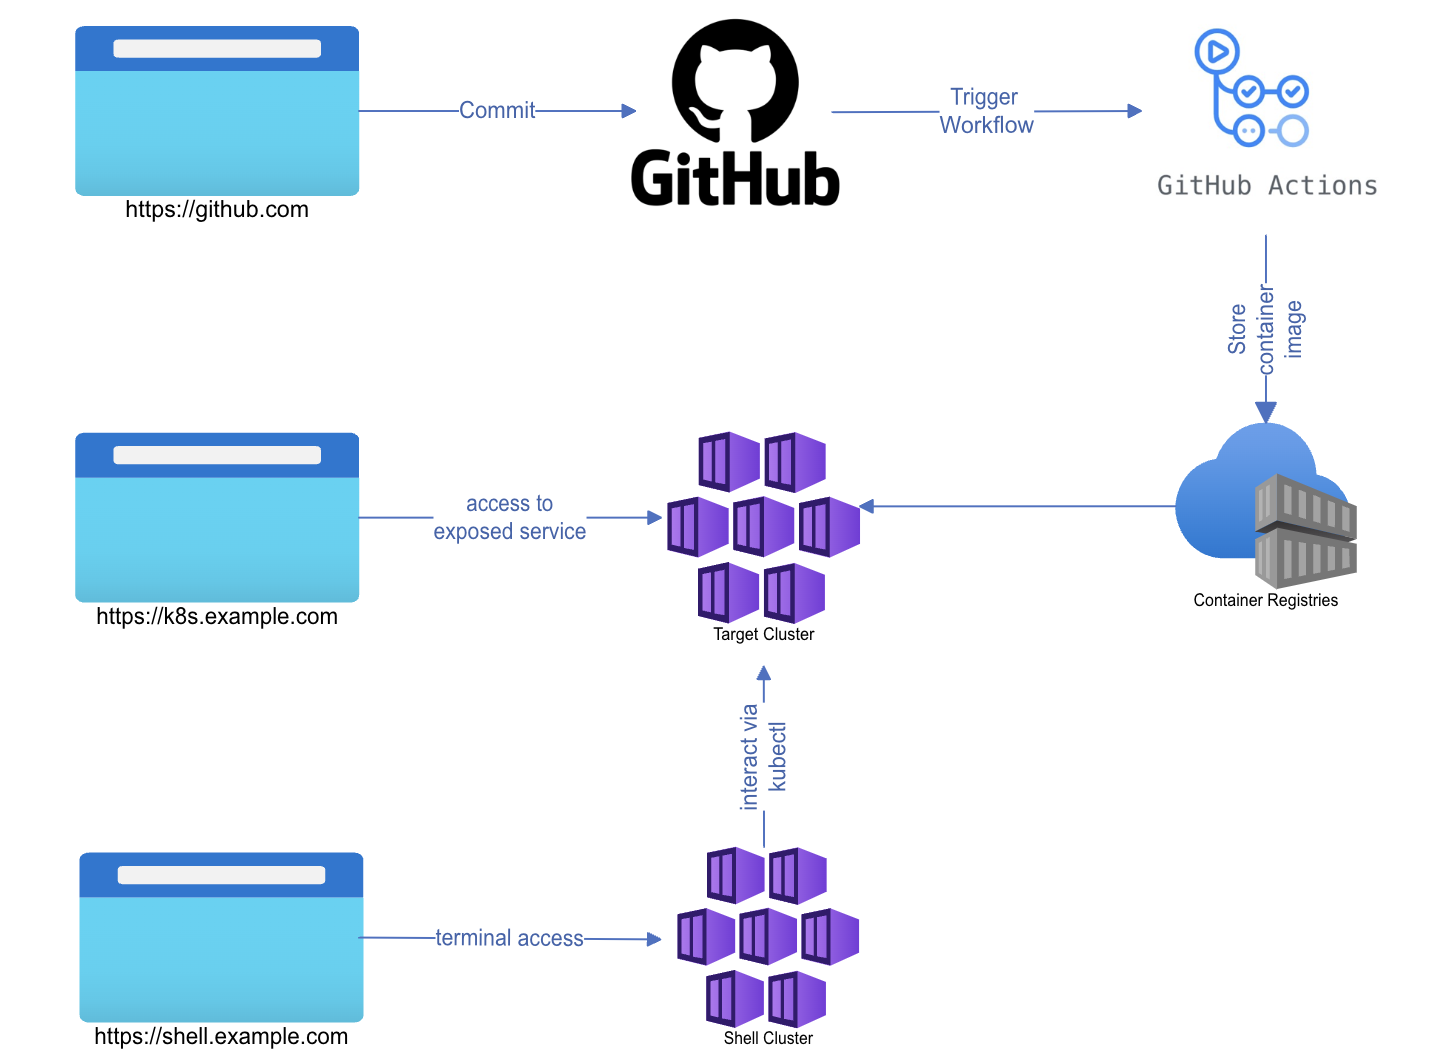 Commit
GitHub
Trigger
Workflow
GitHub Actions
https://github.com
Store
container
image
access to
exposed service
https://k8s.example.com
Target Cluster
Container Registries
interact via
kubectl
terminal access
https://shell.example.com
Shell Cluster